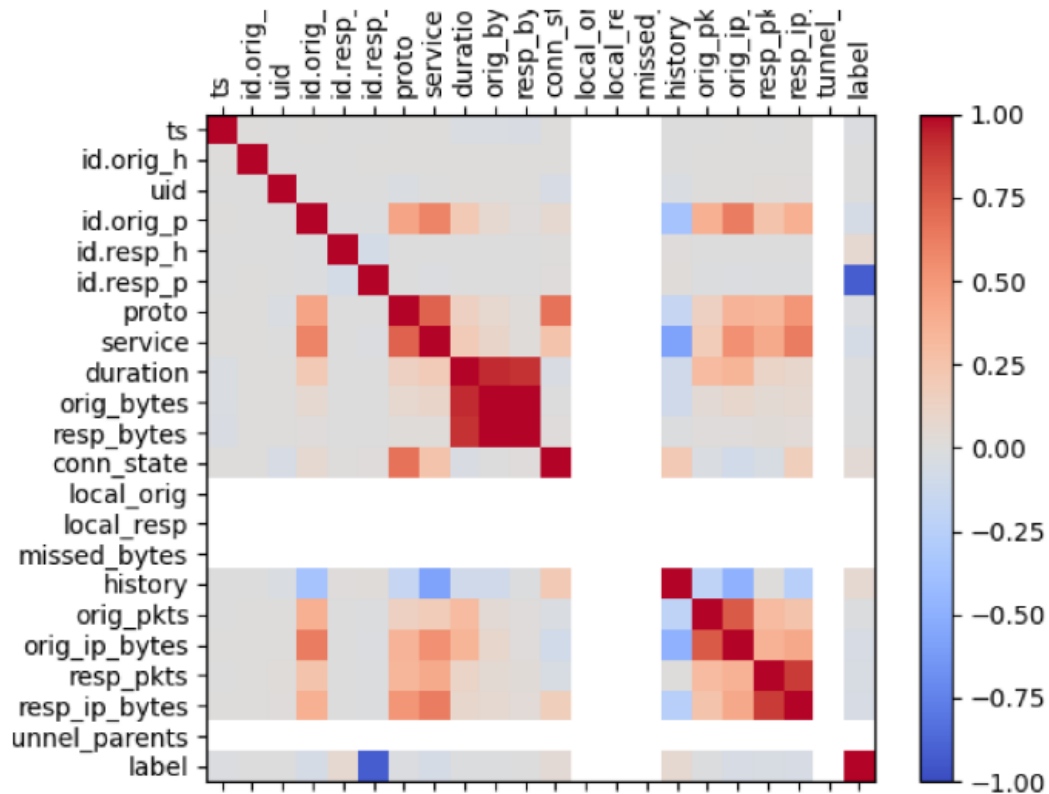 ts
id.orig_
uid
id.orig_
id.resp_
id.resp_
proto
service
duratio
orig_by
resp_by
conn_st
local_or
local_re
missed_
history
orig_pk
orig_ip_
resp_pk
resp_ip_
tunnel_
label
ts
id.orig_h
uid
id.orig_p
id.resp_h
id.resp_p
proto
service
duration
orig_bytes
resp_bytes
conn_state
local_orig
local_resp
missed_bytes
history
orig_pkts
orig_ip_bytes
resp_pkts
resp_ip_bytes
unnel_parents
label
1.00
0.75
0.50
0.25
0.00
−0.25
−0.50
−0.75
−1.00